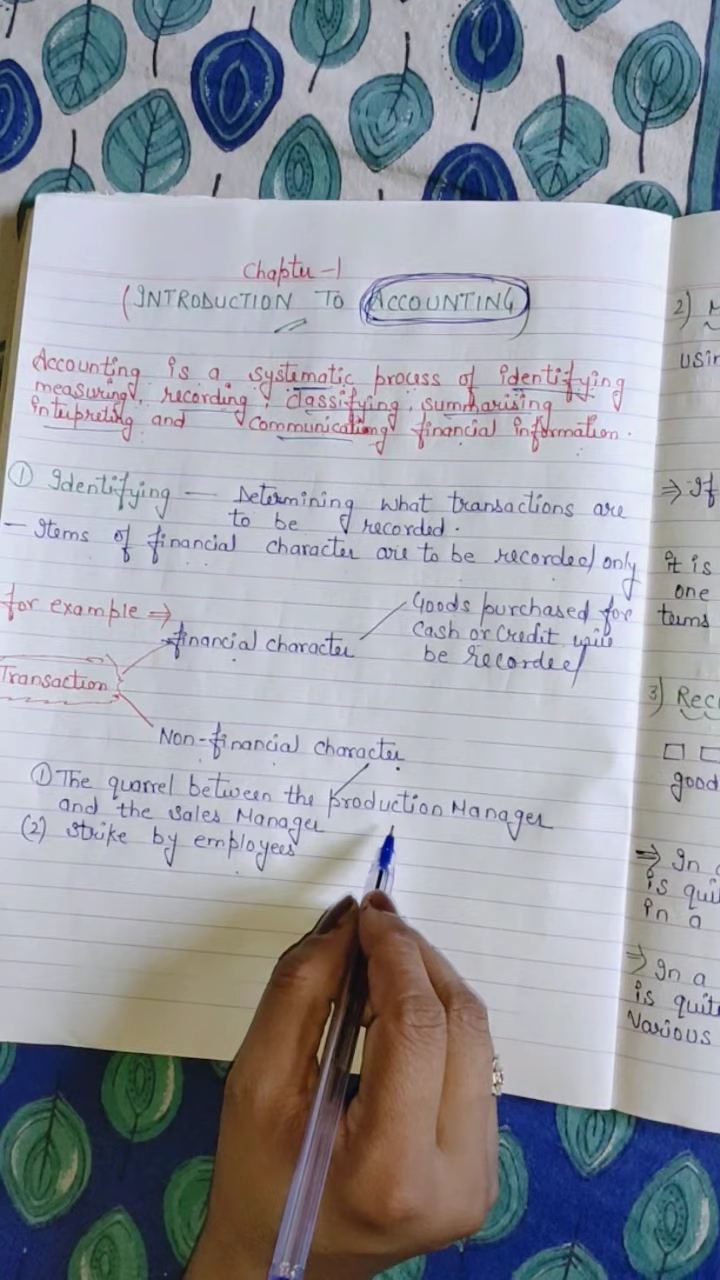 Chapter-1
(INTRODUCTION TO ACCOUNTING)
Accounting is a systematic process of identifying
measuring, recording, classifying, summarising
interpreting and communicating financial information.
① Identifying — Determining what transactions are
to be recorded.
- Items of financial character are to be recorded only
for example ⇒
Goods purchased for
cash or credit will
be recorded
financial character
Transaction
Non-financial character
① The quarrel between the production Manager
and the Sales Manager
(2) Strike by employees
2)
⇒ If
it is
one
terms
3)
good
⇒ In
is
in a
⇒ In a
is
Various